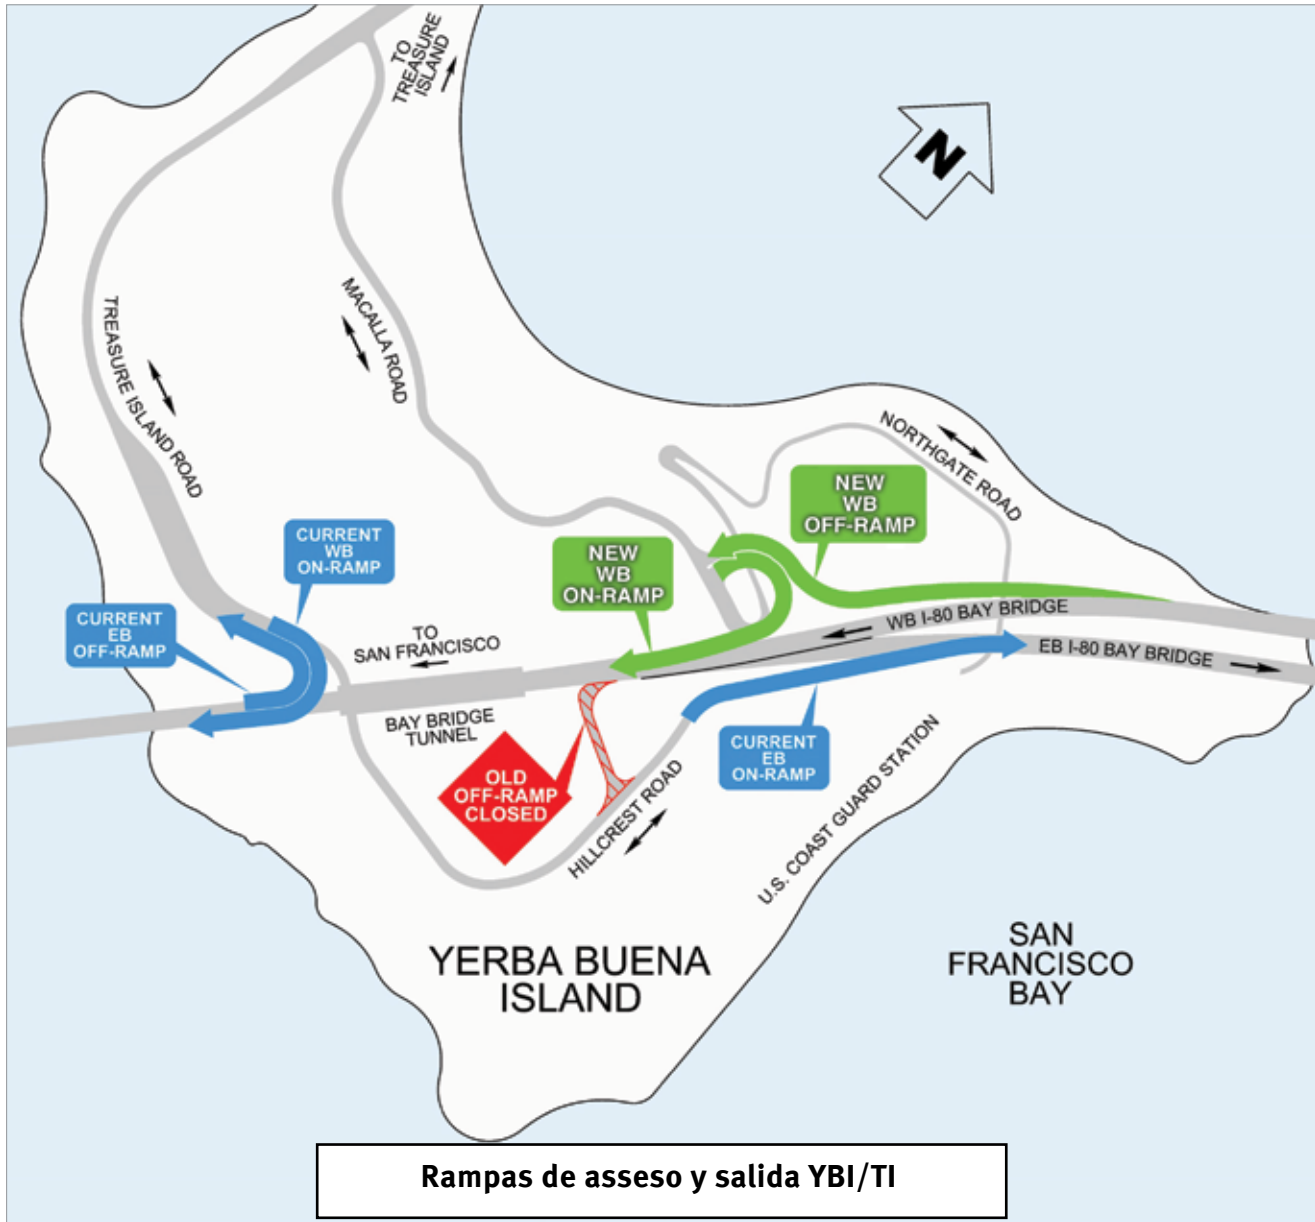 TO
TREASURE
ISLAND
N
MACALLA ROAD
TREASURE ISLAND ROAD
NORTHGATE ROAD
NEW
WB
OFF-RAMP
CURRENT
WB
ON-RAMP
NEW
WB
ON-RAMP
CURRENT
EB
OFF-RAMP
TO
SAN FRANCISCO
WB I-80 BAY BRIDGE
EB I-80 BAY BRIDGE
BAY BRIDGE
TUNNEL
CURRENT
EB
ON-RAMP
OLD
OFF-RAMP
CLOSED
HILLCREST ROAD
U.S. COAST GUARD STATION
YERBA BUENA
ISLAND
SAN
FRANCISCO
BAY
Rampas de asseso y salida YBI/TI